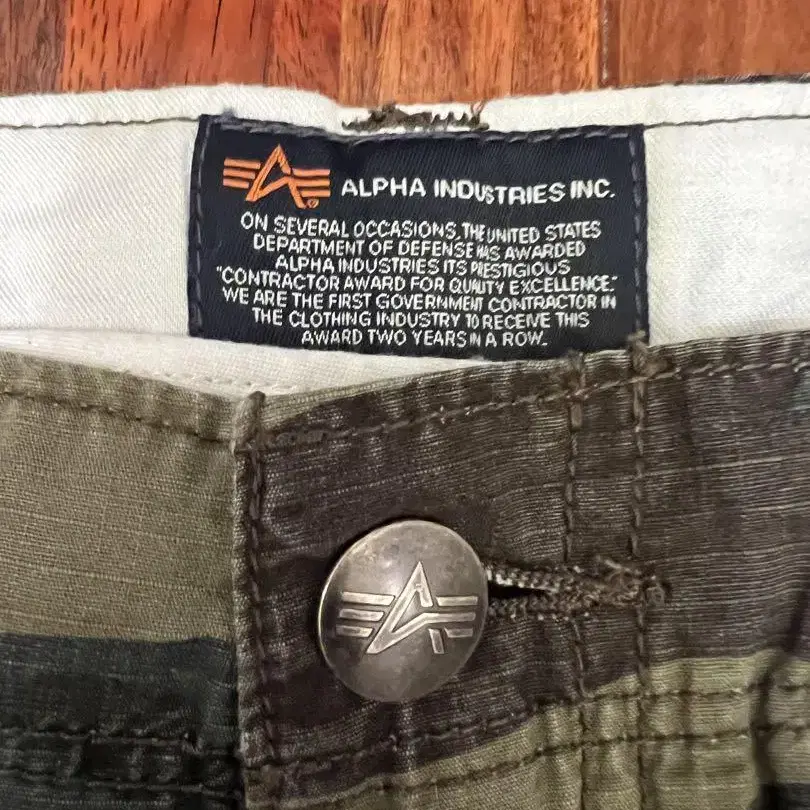 ALPHA INDUSTRIES INC.
ON SEVERAL OCCASIONS, THE UNITED STATES
DEPARTMENT OF DEFENSE HAS AWARDED
ALPHA INDUSTRIES ITS PRESTIGIOUS
"CONTRACTOR AWARD FOR QUALITY EXCELLENCE."
WE ARE THE FIRST GOVERNMENT CONTRACTOR IN
THE CLOTHING INDUSTRY TO RECEIVE THIS
AWARD TWO YEARS IN A ROW.